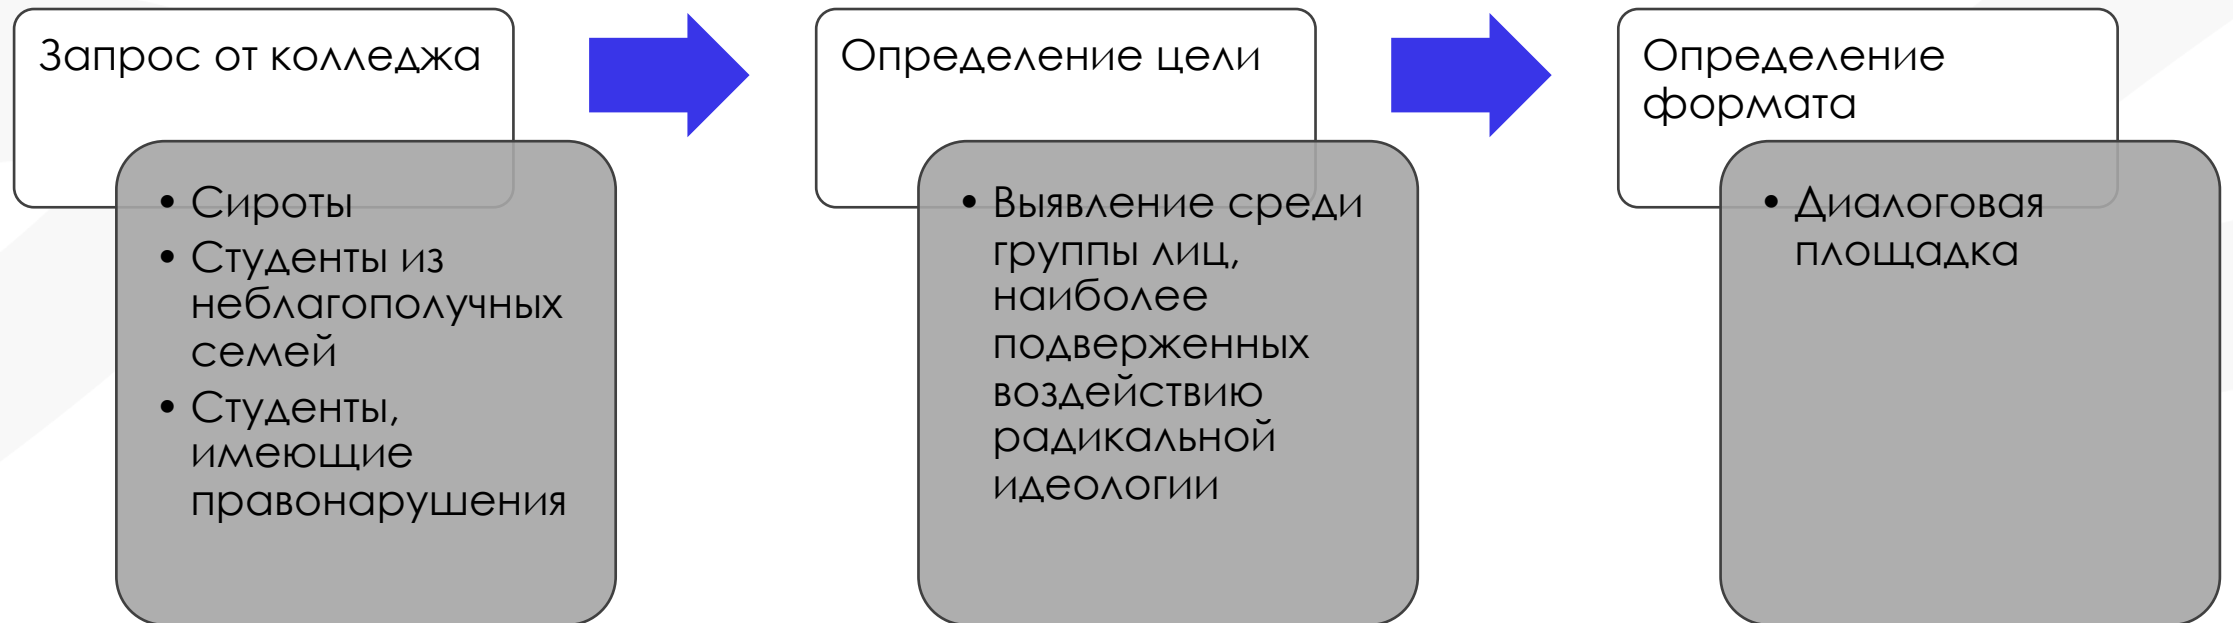 Запрос от колледжа
• Сироты
• Студенты из
неблагополучных
семей
• Студенты,
имеющие
правонарушения
Определение цели
• Выявление среди
группы лиц,
наиболее
подверженных
воздействию
радикальной
идеологии
Определение
формата
• Диалоговая
площадка